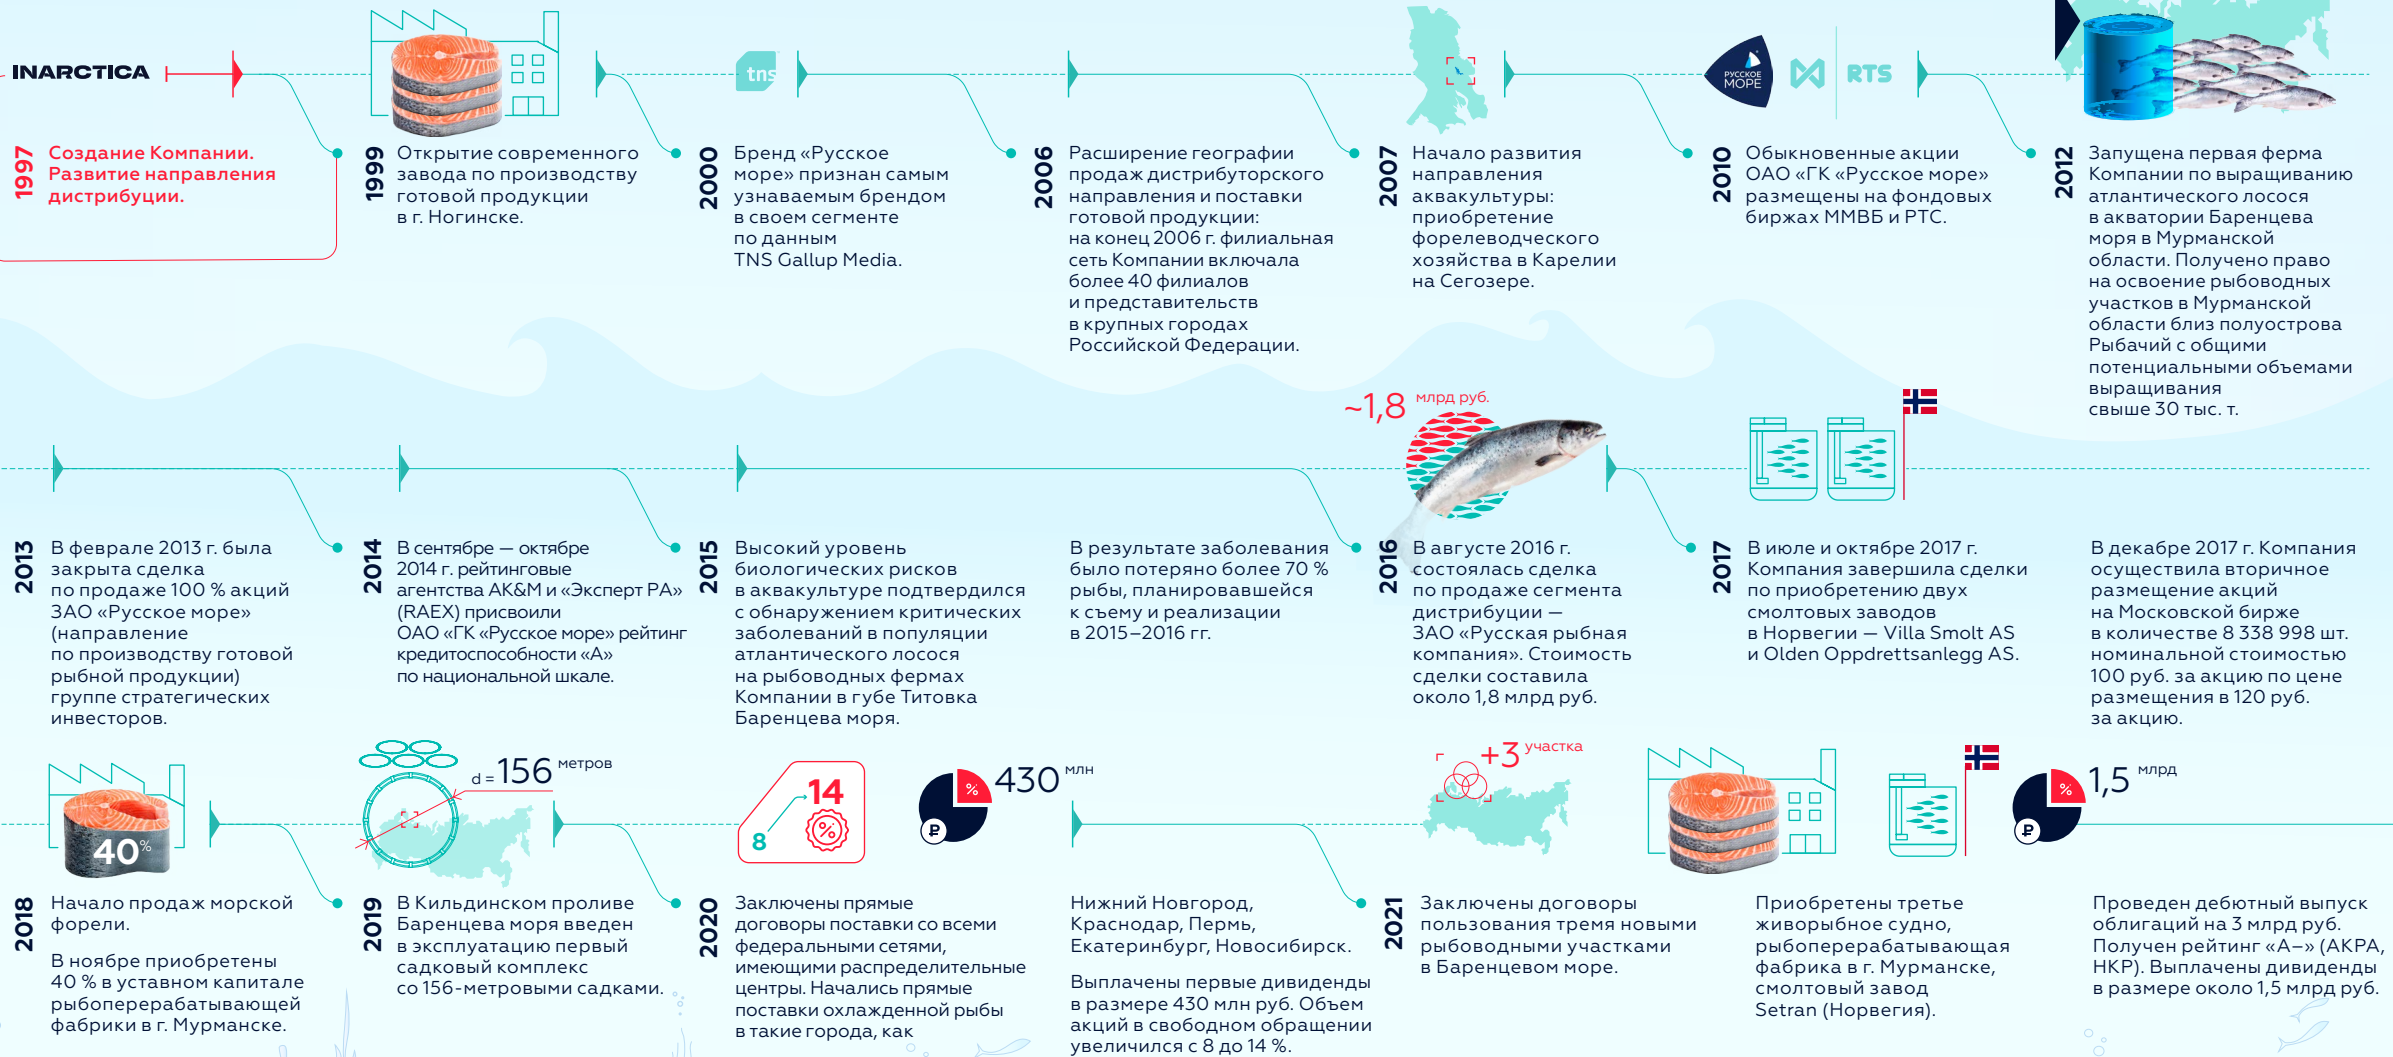 INARCTICA
1997
Создание Компании.
Развитие направления
дистрибуции.
1999
Открытие современного
завода по производству
готовой продукции
в г. Ногинске.
tns
2000
Бренд «Русское
море» признан самым
узнаваемым брендом
в своем сегменте
по данным
TNS Gallup Media.
2006
Расширение географии
продаж дистрибуторского
направления и поставки
готовой продукции:
на конец 2006 г. филиальная
сеть Компании включала
более 40 филиалов
и представительств
в крупных городах
Российской Федерации.
2007
Начало развития
направления
аквакультуры:
приобретение
форелеводческого
хозяйства в Карелии
на Сегозере.
РУССКОЕ
МОРЕ
RTS
2010
Обыкновенные акции
ОАО «ГК «Русское море»
размещены на фондовых
биржах ММВБ и РТС.
2012
Запущена первая ферма
Компании по выращиванию
атлантического лосося
в акватории Баренцева
моря в Мурманской
области. Получено право
на освоение рыбоводных
участков в Мурманской
области близ полуострова
Рыбачий с общими
потенциальными объемами
выращивания
свыше 30 тыс. т.
2013
В феврале 2013 г. была
закрыта сделка
по продаже 100 % акций
ЗАО «Русское море»
(направление
по производству готовой
рыбной продукции)
группе стратегических
инвесторов.
2014
В сентябре — октябре
2014 г. рейтинговые
агентства AK&M и «Эксперт РА»
(RAEX) присвоили
ОАО «ГК «Русское море» рейтинг
кредитоспособности «А»
по национальной шкале.
2015
Высокий уровень
биологических рисков
в аквакультуре подтвердился
с обнаружением критических
заболеваний в популяции
атлантического лосося
на рыбоводных фермах
Компании в губе Титовка
Баренцева моря.
В результате заболевания
было потеряно более 70 %
рыбы, планировавшейся
к съему и реализации
в 2015–2016 гг.
~1,8 млрд руб.
2016
В августе 2016 г.
состоялась сделка
по продаже сегмента
дистрибуции —
ЗАО «Русская рыбная
компания». Стоимость
сделки составила
около 1,8 млрд руб.
2017
В июле и октябре 2017 г.
Компания завершила сделки
по приобретению двух
смолтовых заводов
в Норвегии — Villa Smolt AS
и Olden Oppdrettsanlegg AS.
В декабре 2017 г. Компания
осуществила вторичное
размещение акций
на Московской бирже
в количестве 8 338 998 шт.
номинальной стоимостью
100 руб. за акцию по цене
размещения в 120 руб.
за акцию.
40%
2018
Начало продаж морской
форели.
В ноябре приобретены
40 % в уставном капитале
рыбоперерабатывающей
фабрики в г. Мурманске.
d = 156 метров
2019
В Кильдинском проливе
Баренцева моря введен
в эксплуатацию первый
садковый комплекс
со 156-метровыми садками.
8
14
%
%
₽
430 млн
2020
Заключены прямые
договоры поставки со всеми
федеральными сетями,
имеющими распределительные
центры. Начались прямые
поставки охлажденной рыбы
в такие города, как
Нижний Новгород,
Краснодар, Пермь,
Екатеринбург, Новосибирск.
Выплачены первые дивиденды
в размере 430 млн руб. Объем
акций в свободном обращении
увеличился с 8 до 14 %.
+3 участка
2021
Заключены договоры
пользования тремя новыми
рыбоводными участками
в Баренцевом море.
Приобретены третье
живорыбное судно,
рыбоперерабатывающая
фабрика в г. Мурманске,
смолтовый завод
Setran (Норвегия).
%
₽
1,5 млрд
Проведен дебютный выпуск
облигаций на 3 млрд руб.
Получен рейтинг «А–» (АКРА,
НКР). Выплачены дивиденды
в размере около 1,5 млрд руб.